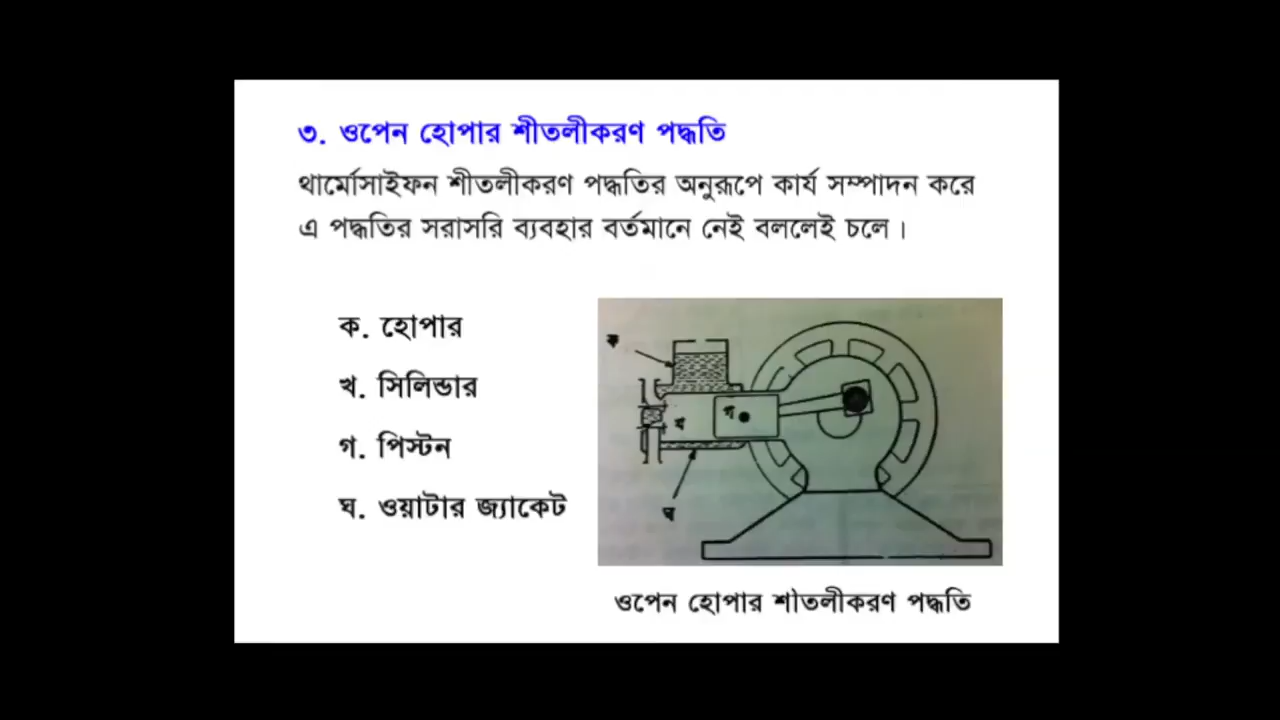 ৩. ওপেন হোপার শীতলীকরণ পদ্ধতি
থার্মোসাইফন শীতলীকরণ পদ্ধতির অনুরূপে কার্য সম্পাদন করে
এ পদ্ধতির সরাসরি ব্যবহার বর্তমানে নেই বললেই চলে।
ক. হোপার
খ. সিলিন্ডার
গ. পিস্টন
ঘ. ওয়াটার জ্যাকেট
ক
খ
গ
ঘ
ওপেন হোপার শীতলীকরণ পদ্ধতি